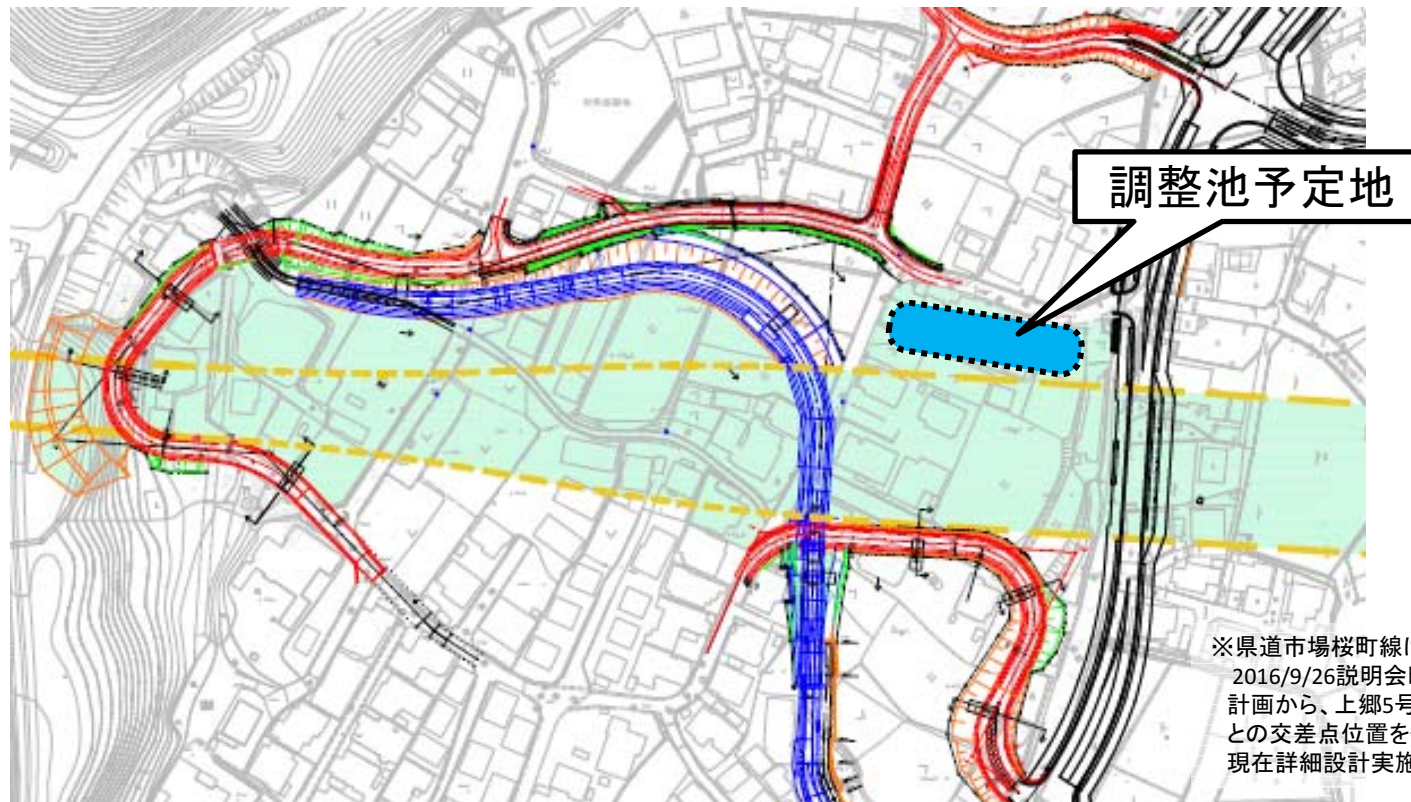 調整池予定地
※県道市場桜町線
2016/9/26説明会
計画から、上郷5号
との交差点位置を
現在詳細設計実施